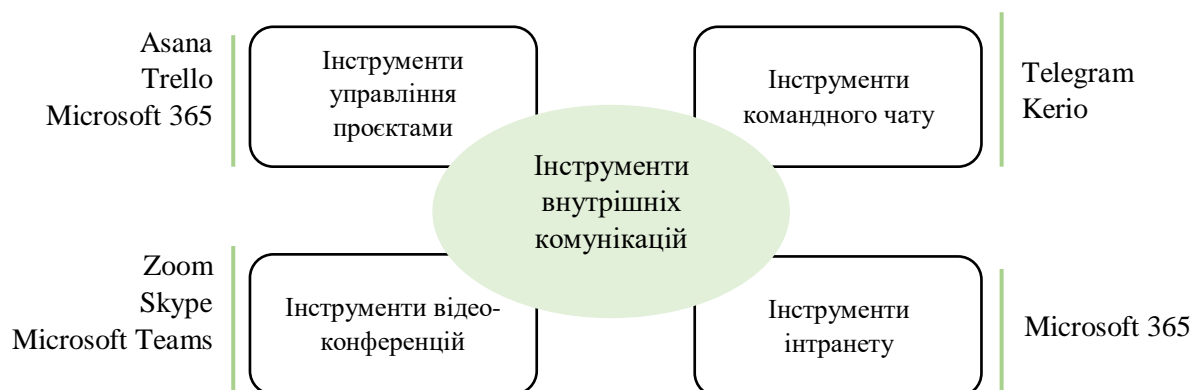 Asana
Trello
Microsoft 365
Інструменти
управління
проєктами
Інструменти
командного чату
Telegram
Kerio
Інструменти
внутрішніх
комунікацій
Zoom
Skype
Microsoft Teams
Інструменти відео-
конференцій
Інструменти
інтранету
Microsoft 365